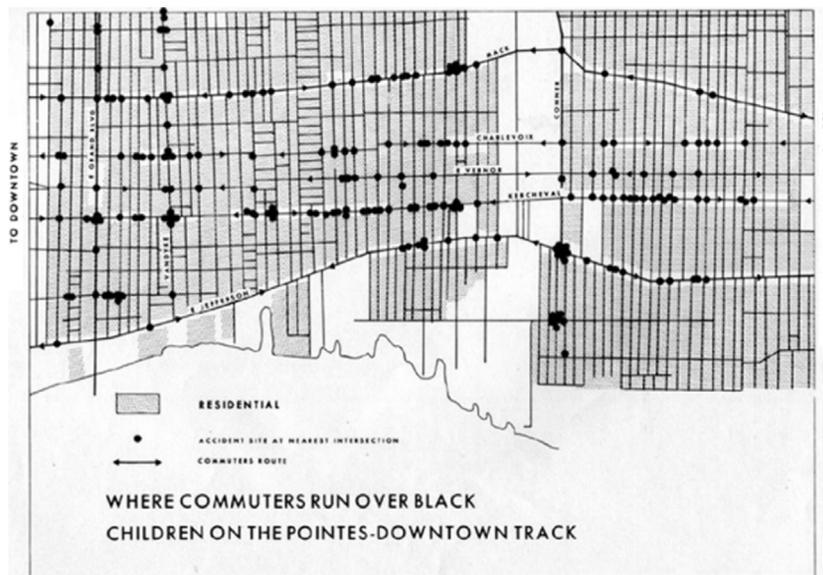 MACK
CONNER
E GRAND BLVD
CHARLEVOIX
E VERNOR
KERCHEVAL
TO DOWNTOWN
VANDYKE
E JEFFERSON
RESIDENTIAL
ACCIDENT SITE AT NEAREST INTERSECTION
COMMUTERS ROUTE
WHERE COMMUTERS RUN OVER BLACK
CHILDREN ON THE POINTES-DOWNTOWN TRACK